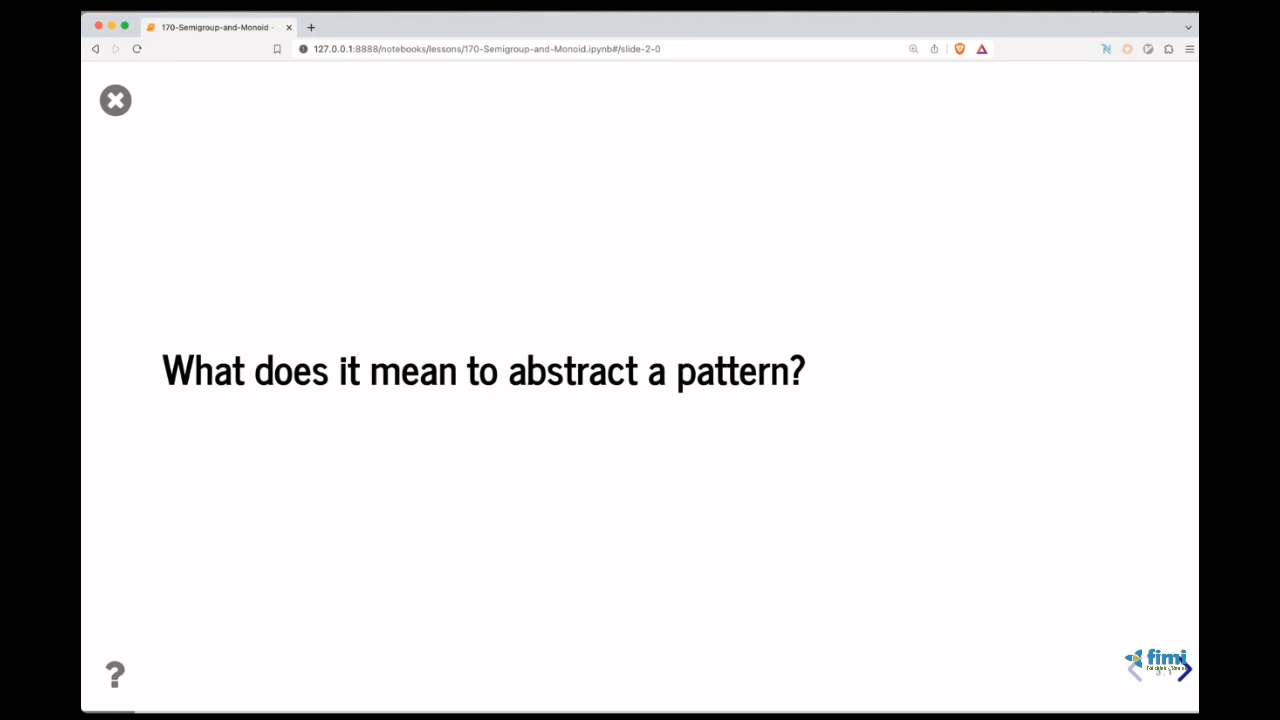 170-Semigroup-and-Monoid -
127.0.0.1:8888/notebooks/lessons/170-Semigroup-and-Monoid.ipynb#/slide-2-0
What does it mean to abstract a pattern?
?
fimi